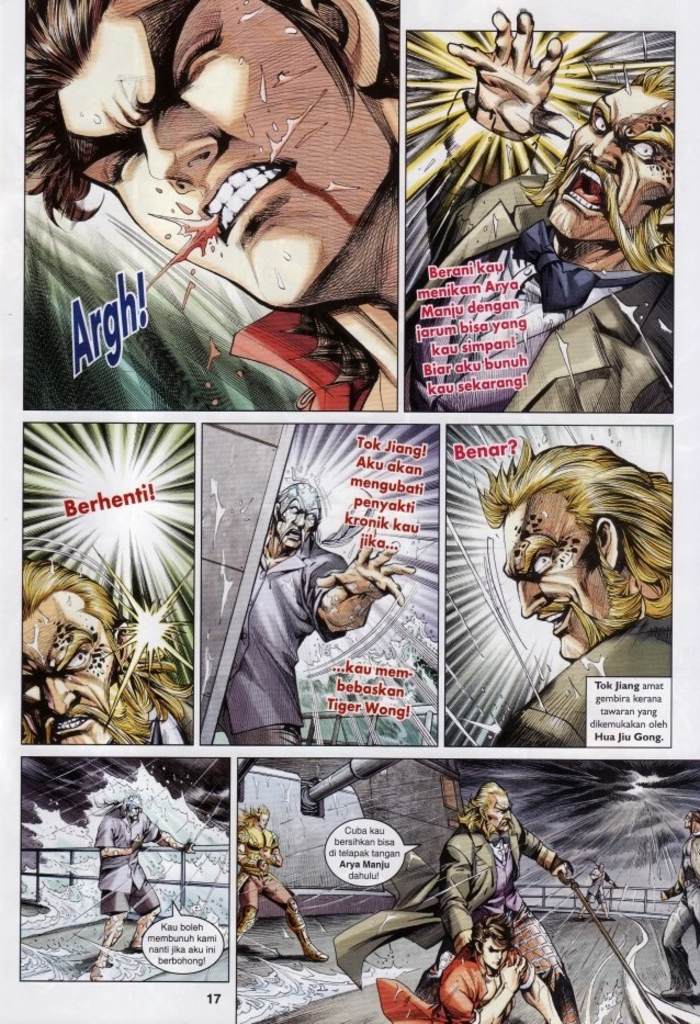 Argh!
Berani kau
menikam Arya
Manju dengan
jarum bisa yang
kau simpan!
Biar aku bunuh
kau sekarang!
Berhenti!
Tok Jiang!
Aku akan
mengubati
penyakti
kronik kau
jika...
...kau mem-
bebaskan
Tiger Wong!
Benar?
Tok Jiang amat
gembira kerana
tawaran yang
dikemukakan oleh
Hua Jiu Gong.
Kau boleh
membunuh kami
nanti jika aku ini
berbohong!
Cuba kau
bersihkan bisa
di telapak tangan
Arya Manju
dahulu!
17